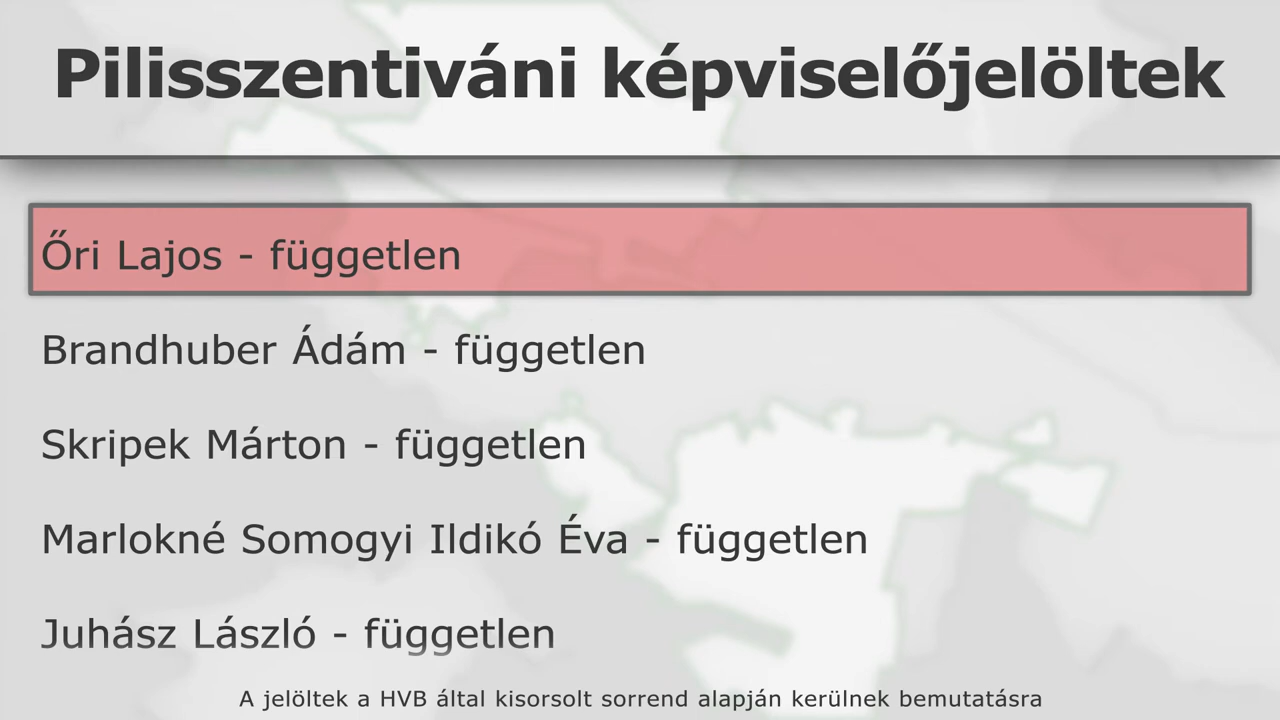 Pilisszentiváni képviselőjelöltek
Őri Lajos - független
Brandhuber Ádám - független
Skripek Márton - független
Marlokné Somogyi Ildikó Éva - független
Juhász László - független
A jelöltek a HVB által kisorsolt sorrend alapján kerülnek bemutatásra